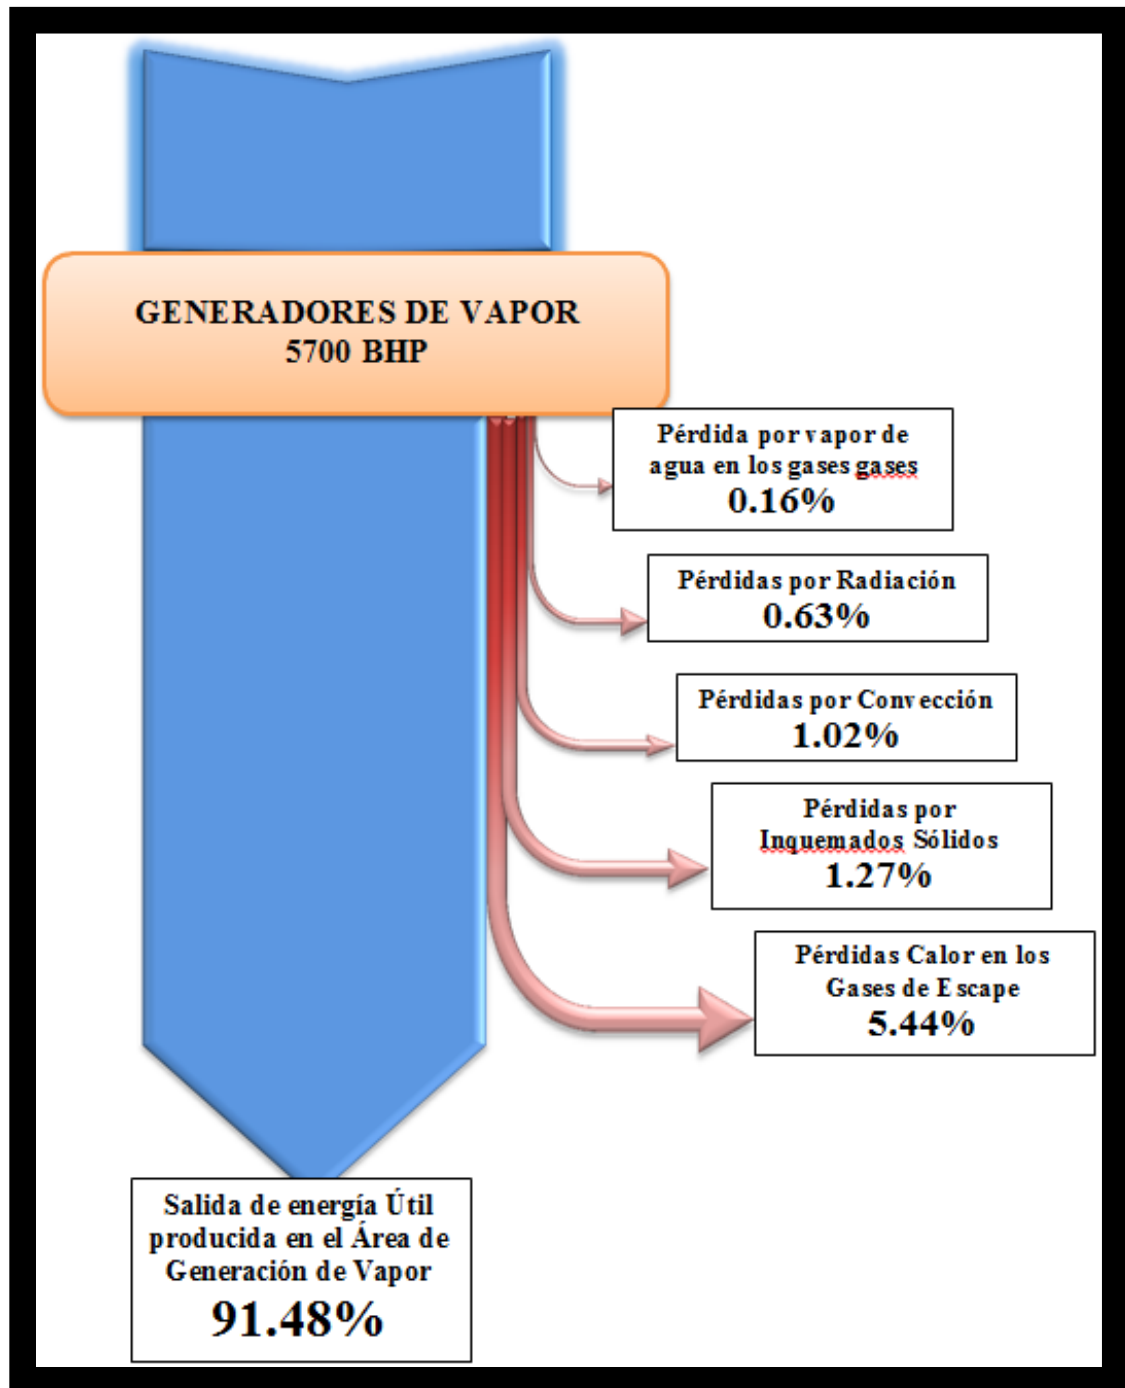 GENERADORES DE VAPOR
5700 BHP
Pérdida por vapor de
agua en los gases gases
0.16%
Pérdidas por Radiación
0.63%
Pérdidas por Convección
1.02%
Pérdidas por
Inquemados Sólidos
1.27%
Pérdidas Calor en los
Gases de Escape
5.44%
Salida de energía Útil
producida en el Área de
Generación de Vapor
91.48%